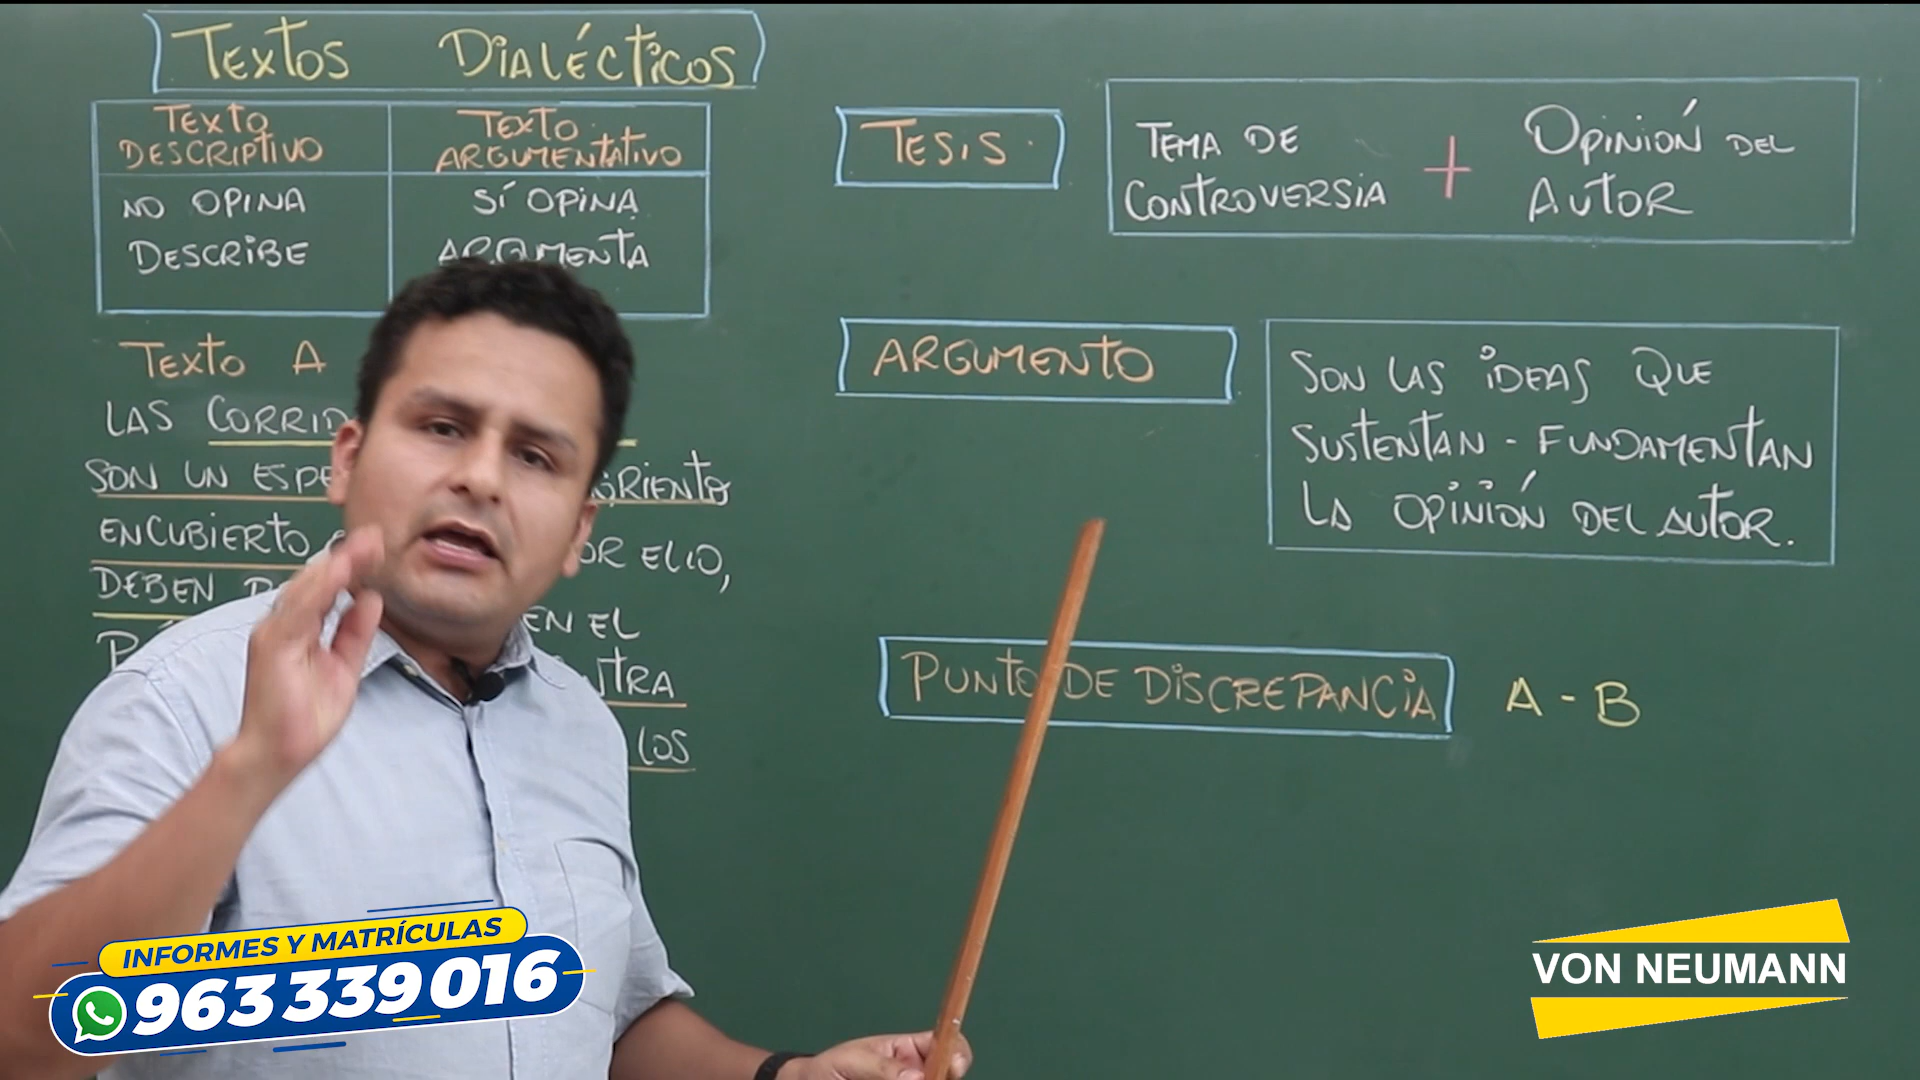 TEXTOS DIALÉCTICOS
TEXTO DESCRIPTIVO
TEXTO ARGUMENTATIVO
NO OPINA
DESCRIBE
SÍ OPINA
ARGUMENTA
TEXTO A
LAS
SON UN
ENCUBIERTO ELLO,
DEBEN EN EL
LOS
TESIS
TEMA DE
CONTROVERSIA
+
OPINIÓN DEL
AUTOR
ARGUMENTO
SON LAS IDEAS QUE
SUSTENTAN - FUNDAMENTAN
LA OPINIÓN DEL AUTOR.
PUNTO DE DISCREPANCIA
A - B
INFORMES Y MATRÍCULAS
963 339 016
VON NEUMANN